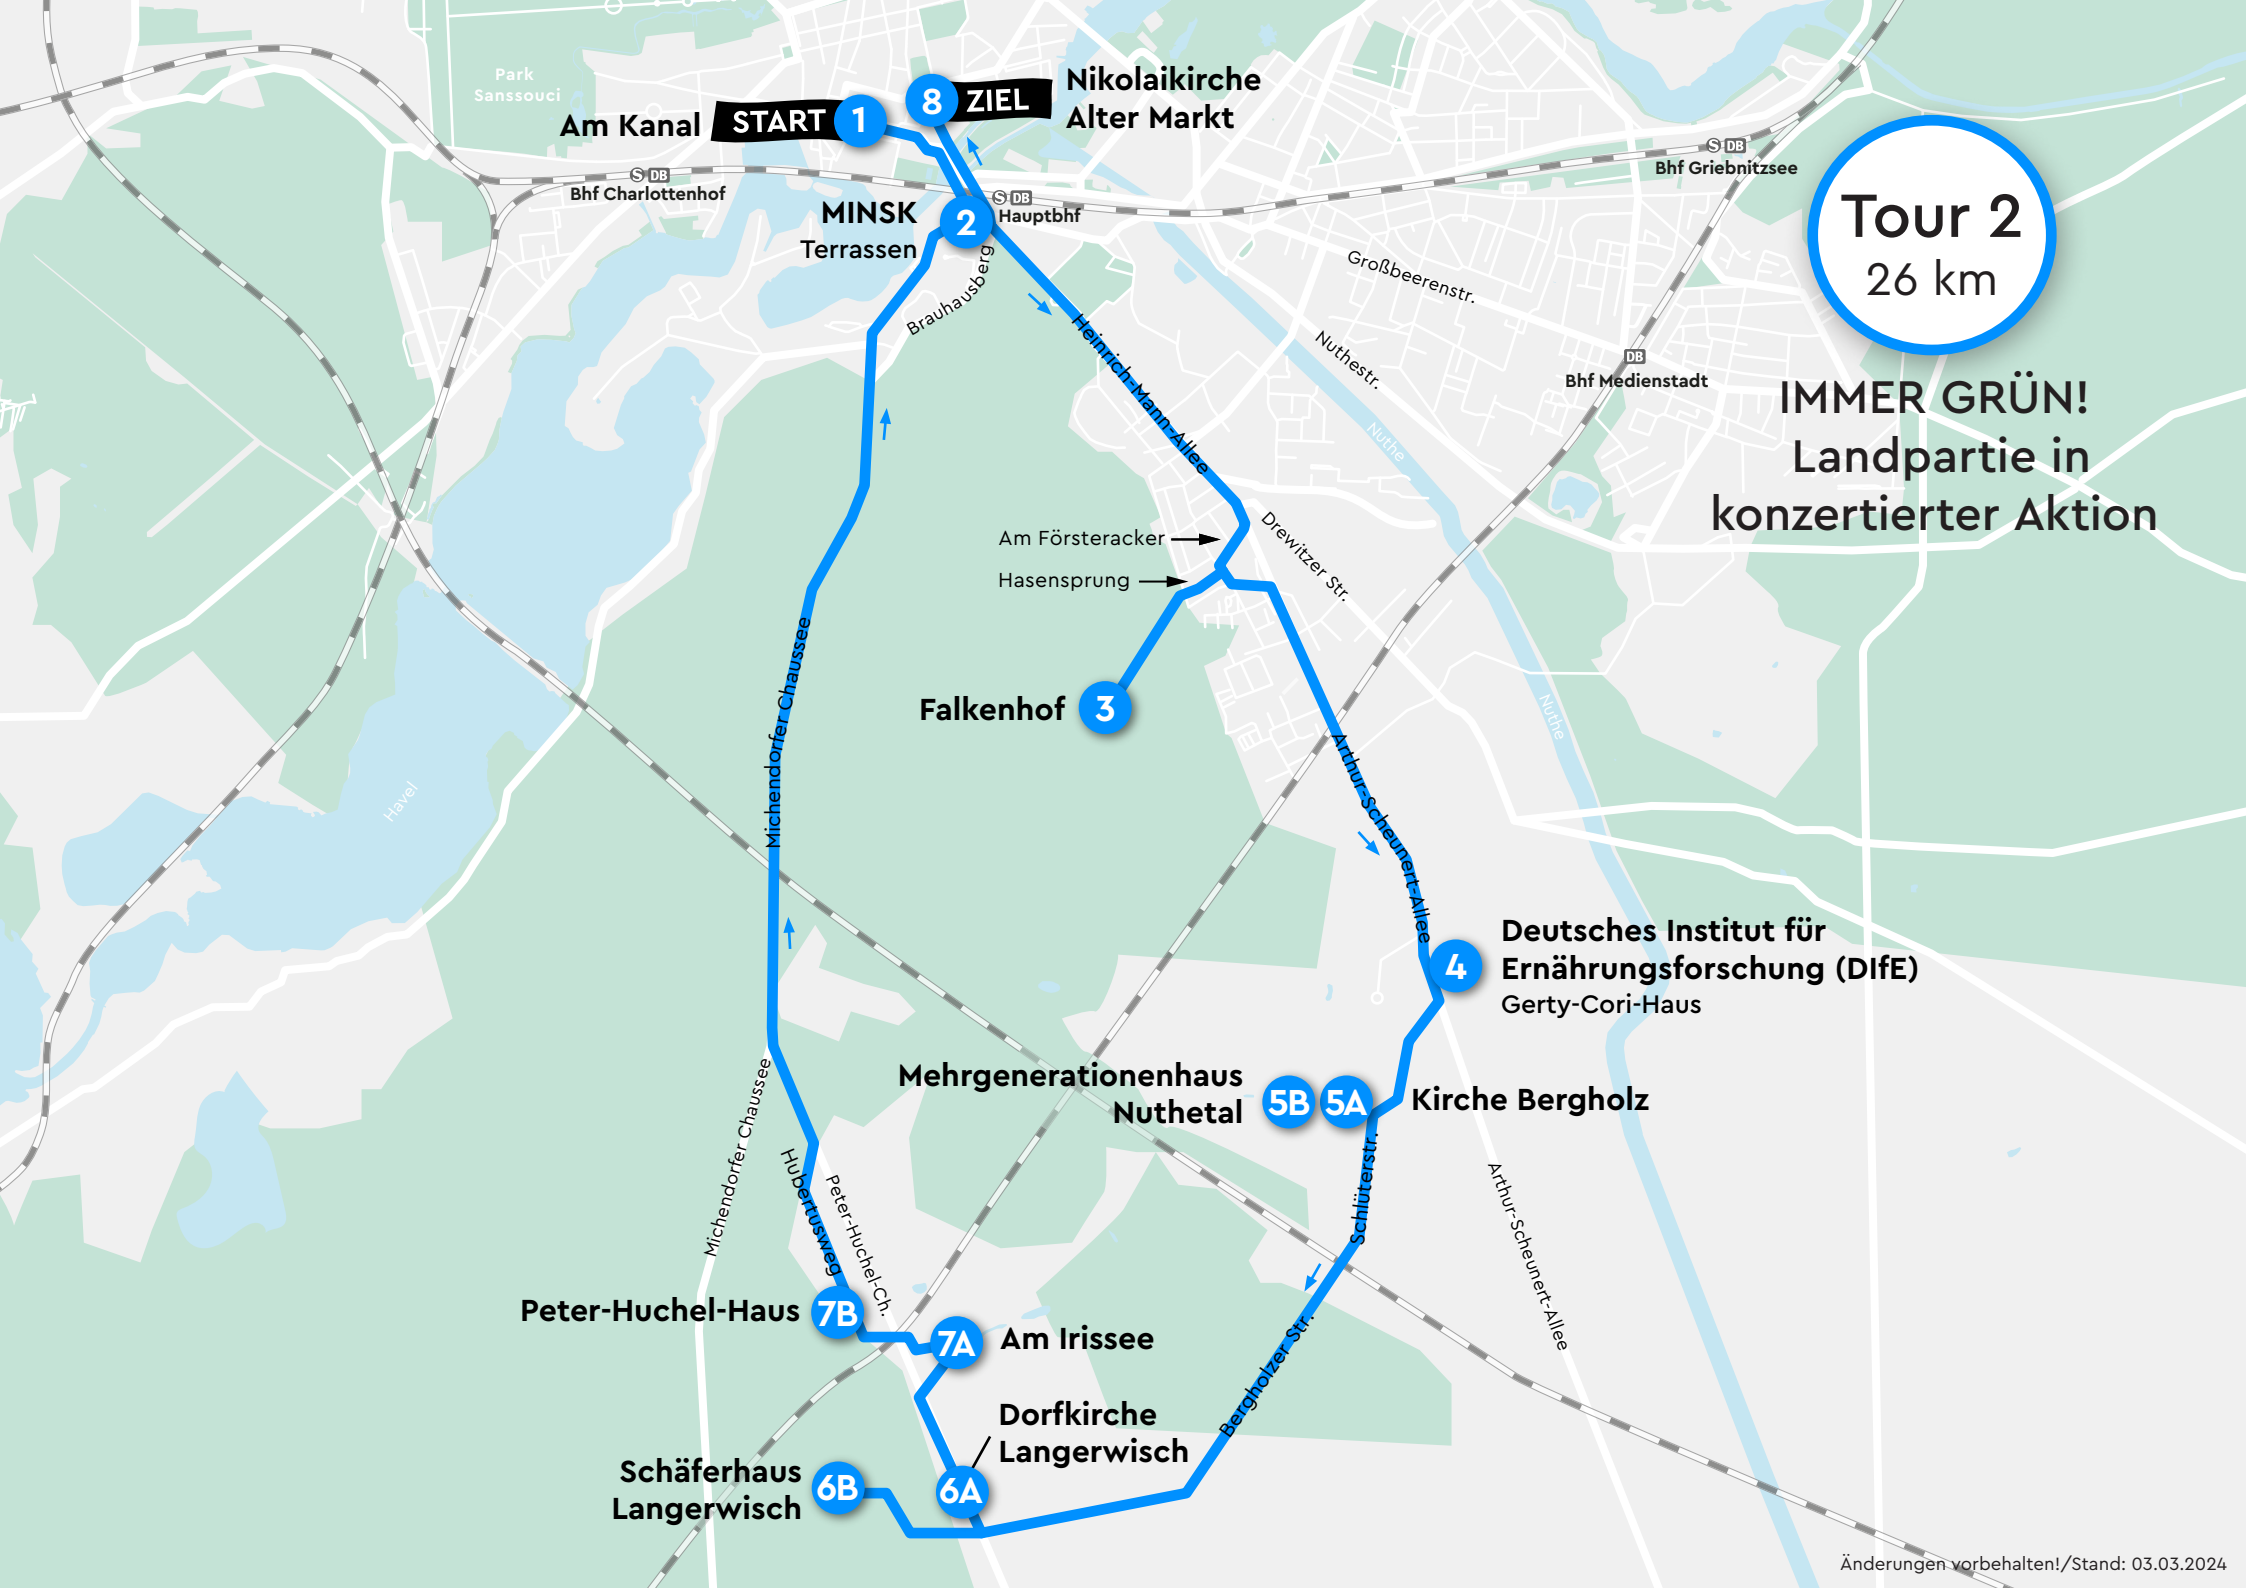 Park
Sanssouci
Am Kanal
START
1
8
ZIEL
Nikolaikirche
Alter Markt
S DB
Bhf Charlottenhof
S DB
Hauptbhf
S DB
Bhf Griebnitzsee
MINSK
Terrassen
2
Brauhausberg
Tour 2
26 km
IMMER GRÜN!
Landpartie in
konzertierter Aktion
Großbeerenstr.
Nuthestr.
DB
Bhf Medienstadt
Heinrich-Mann-Allee
Nuthe
Am Försteracker
Hasensprung
Drewitzer Str.
Michendorfer Chaussee
Falkenhof
3
Nuthe
Havel
Arthur-Scheunert-Allee
4
Deutsches Institut für
Ernährungsforschung (DIfE)
Gerty-Cori-Haus
Mehrgenerationenhaus
Nuthetal
5B
5A
Kirche Bergholz
Michendorfer Chaussee
Hubertusweg
Peter-Huchel-Ch.
Schlüterstr.
Arthur-Scheunert-Allee
Peter-Huchel-Haus
7B
7A
Am Irissee
Bergholzer Str.
Dorfkirche
Langerwisch
Schäferhaus
Langerwisch
6B
6A
Änderungen vorbehalten!/Stand: 03.03.2024